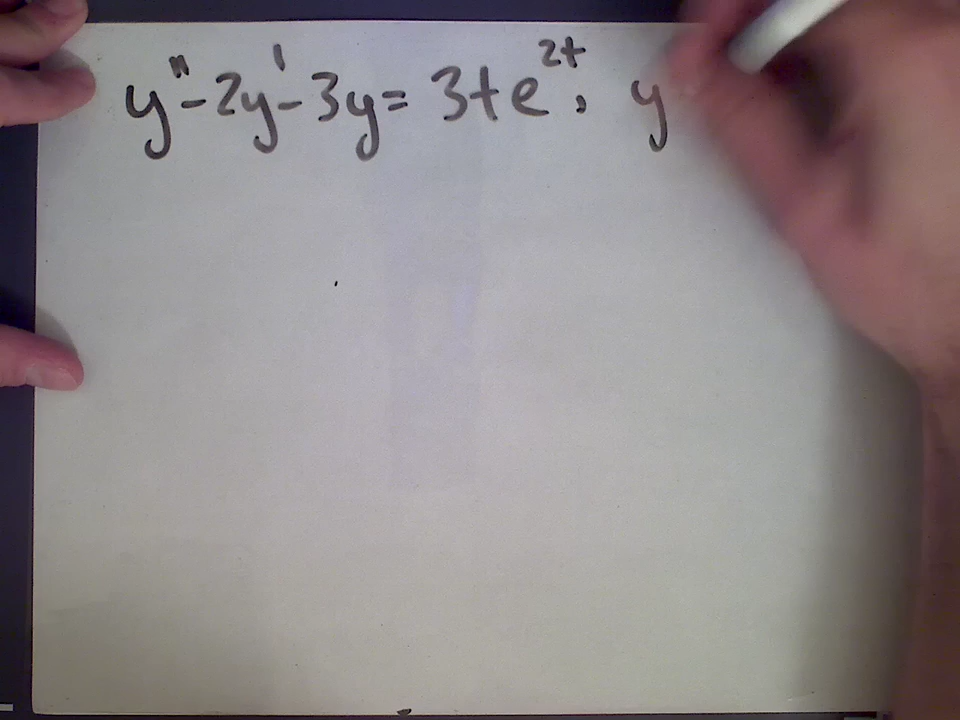 y" - 2y' - 3y = 3te^{2t}, y